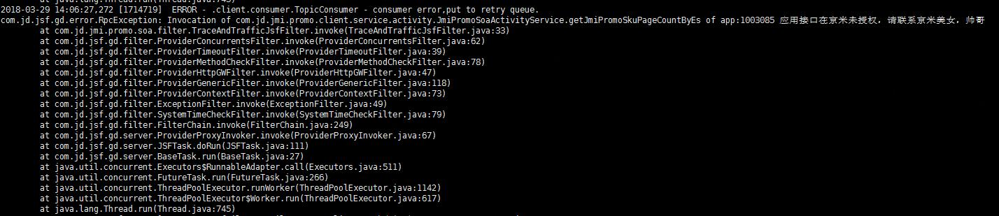 2018-03-29 14:06:27,272 [1714719]  ERROR - .client.consumer.TopicConsumer - consumer error,put to retry queue.
com.jd.jsf.gd.error.RpcException: Invocation of com.jd.jmi.promo.client.service.activity.JmiPromoSoaActivityService.getJmiPromoSkuPageCountByEs of app:1003085 应用接口在京米未授权，请联系京米美女，帅哥
at com.jd.jmi.promo.soa.filter.TraceAndTrafficJsfFilter.invoke(TraceAndTrafficJsfFilter.java:33)
at com.jd.jsf.gd.filter.ProviderConcurrentsFilter.invoke(ProviderConcurrentsFilter.java:62)
at com.jd.jsf.gd.filter.ProviderTimeoutFilter.invoke(ProviderTimeoutFilter.java:39)
at com.jd.jsf.gd.filter.ProviderMethodCheckFilter.invoke(ProviderMethodCheckFilter.java:78)
at com.jd.jsf.gd.filter.ProviderHttpGWFilter.invoke(ProviderHttpGWFilter.java:47)
at com.jd.jsf.gd.filter.ProviderGenericFilter.invoke(ProviderGenericFilter.java:118)
at com.jd.jsf.gd.filter.ProviderContextFilter.invoke(ProviderContextFilter.java:73)
at com.jd.jsf.gd.filter.ExceptionFilter.invoke(ExceptionFilter.java:49)
at com.jd.jsf.gd.filter.SystemTimeCheckFilter.invoke(SystemTimeCheckFilter.java:79)
at com.jd.jsf.gd.filter.FilterChain.invoke(FilterChain.java:249)
at com.jd.jsf.gd.server.ProviderProxyInvoker.invoke(ProviderProxyInvoker.java:67)
at com.jd.jsf.gd.server.JSFTask.doRun(JSFTask.java:111)
at com.jd.jsf.gd.server.BaseTask.run(BaseTask.java:27)
at java.util.concurrent.Executors$RunnableAdapter.call(Executors.java:511)
at java.util.concurrent.FutureTask.run(FutureTask.java:266)
at java.util.concurrent.ThreadPoolExecutor.runWorker(ThreadPoolExecutor.java:1142)
at java.util.concurrent.ThreadPoolExecutor$Worker.run(ThreadPoolExecutor.java:617)
at java.lang.Thread.run(Thread.java:745)